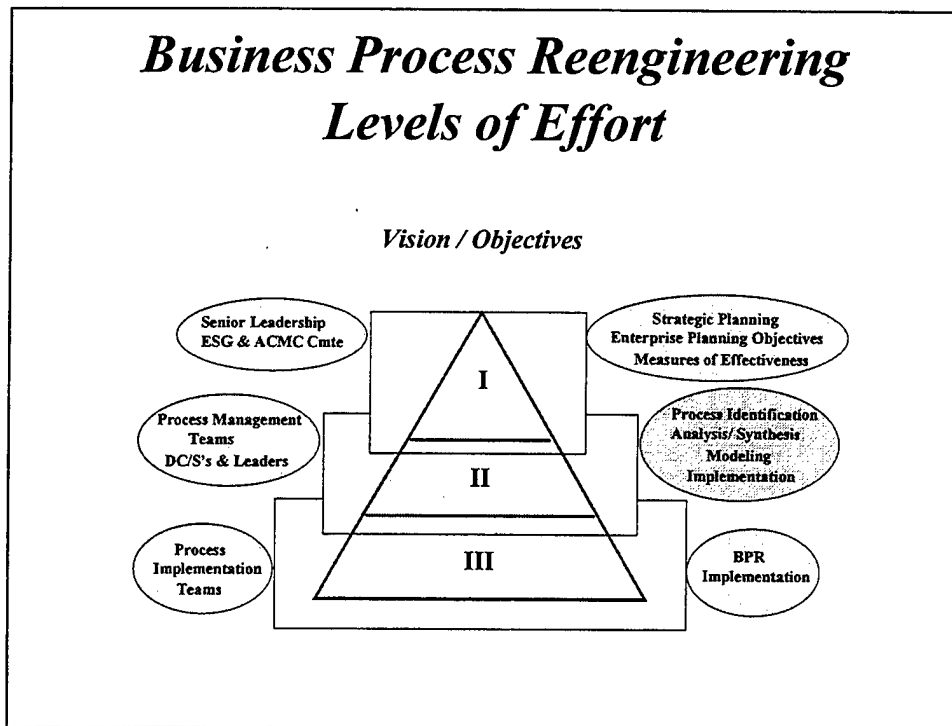 Business Process Reengineering
Levels of Effort
Vision / Objectives
Senior Leadership
ESG & ACMC Cmte
I
Strategic Planning
Enterprise Planning Objectives
Measures of Effectiveness
Process Management
Teams
DC/S's & Leaders
II
Process Identification
Analysis/ Synthesis
Modeling
Implementation
Process
Implementation
Teams
III
BPR
Implementation